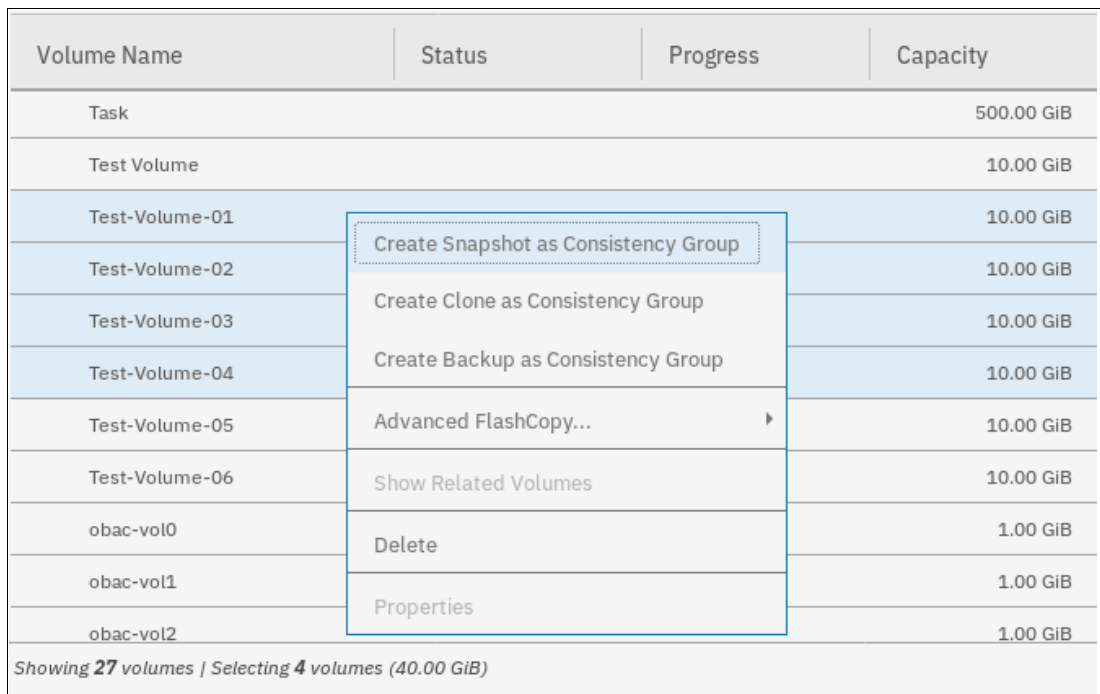 Volume Name Status Progress Capacity
Task 500.00 GiB
Test Volume 10.00 GiB
Test-Volume-01 10.00 GiB
Create Snapshot as Consistency Group
Test-Volume-02 10.00 GiB
Create Clone as Consistency Group
Test-Volume-03 10.00 GiB
Create Backup as Consistency Group
Test-Volume-04 10.00 GiB
Advanced FlashCopy...
Test-Volume-05 10.00 GiB
Test-Volume-06 10.00 GiB
Show Related Volumes
obac-vol0 1.00 GiB
Delete
obac-vol1 1.00 GiB
Properties
obac-vol2 1.00 GiB
Showing 27 volumes | Selecting 4 volumes (40.00 GiB)